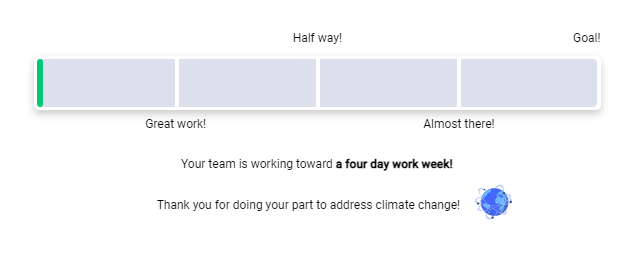 Half way!
Goal!
Great work!
Almost there!
Your team is working toward a four day work week!
Thank you for doing your part to address climate change!